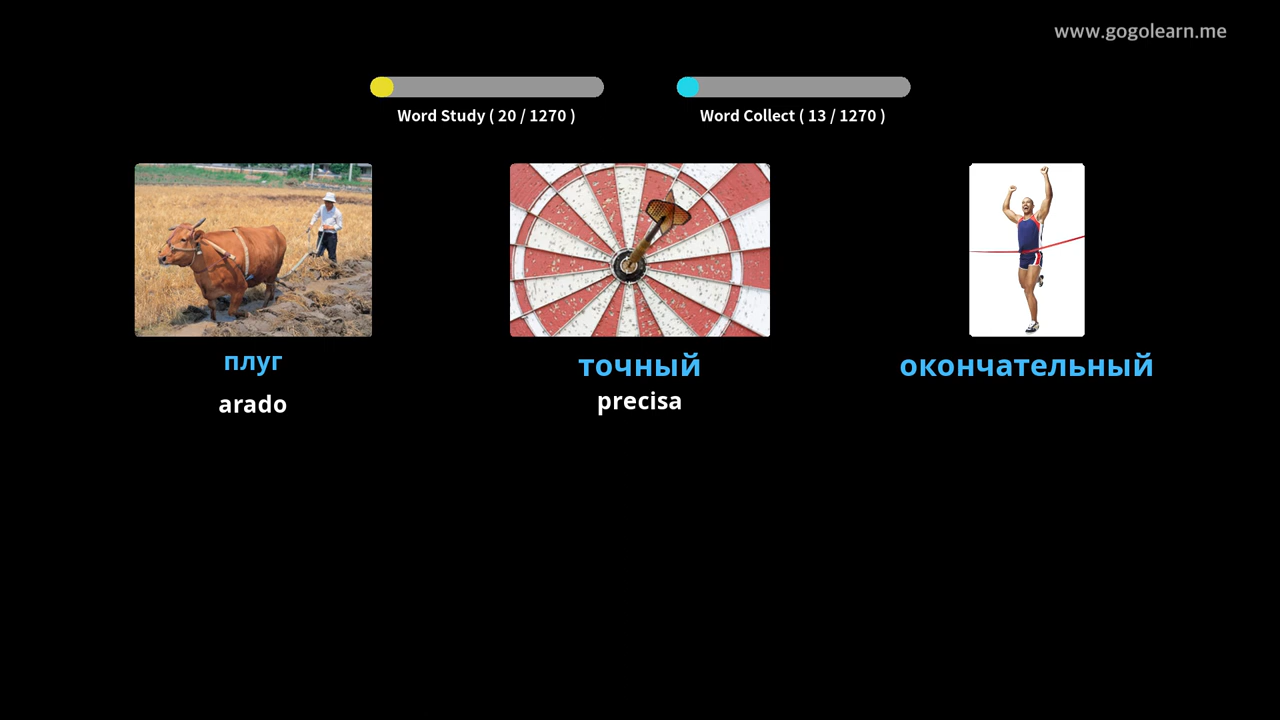 www.gogolearn.me
Word Study ( 20 / 1270 )
Word Collect ( 13 / 1270 )
плуг
arado
точный
precisa
окончательный